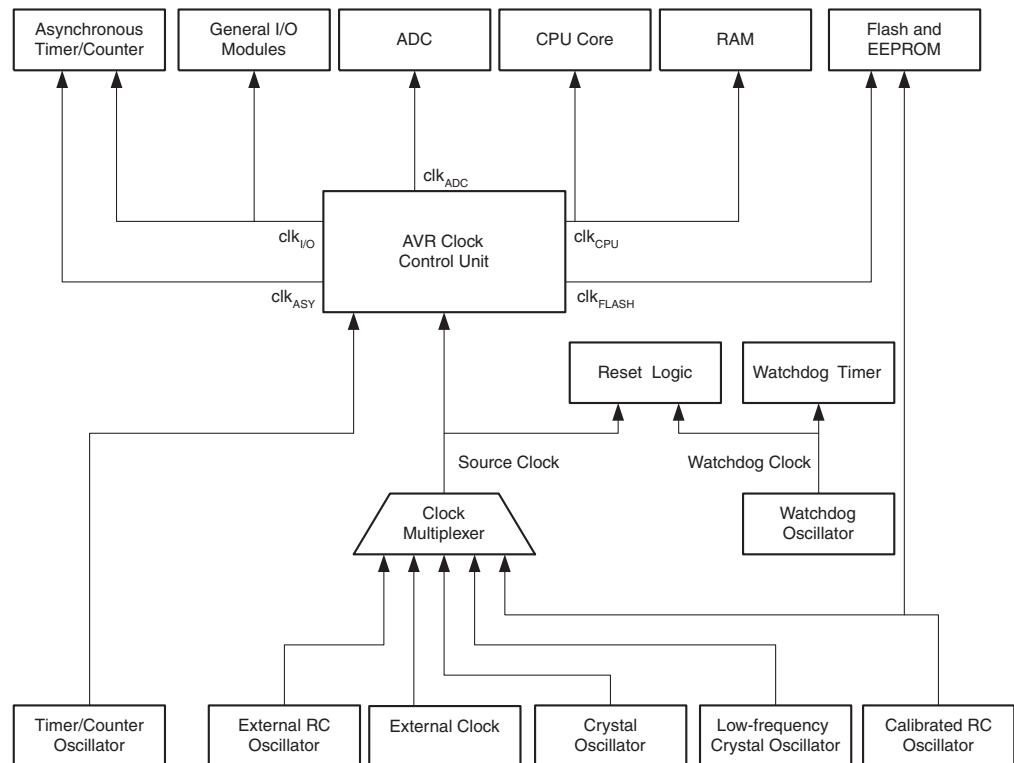 Asynchronous
Timer/Counter
General I/O
Modules
ADC
CPU Core
RAM
Flash and
EEPROM
clkADC
clkI/O
AVR Clock
Control Unit
clkCPU
clkASY
clkFLASH
Reset Logic
Watchdog Timer
Source Clock
Watchdog Clock
Clock
Multiplexer
Watchdog
Oscillator
Timer/Counter
Oscillator
External RC
Oscillator
External Clock
Crystal
Oscillator
Low-frequency
Crystal Oscillator
Calibrated RC
Oscillator